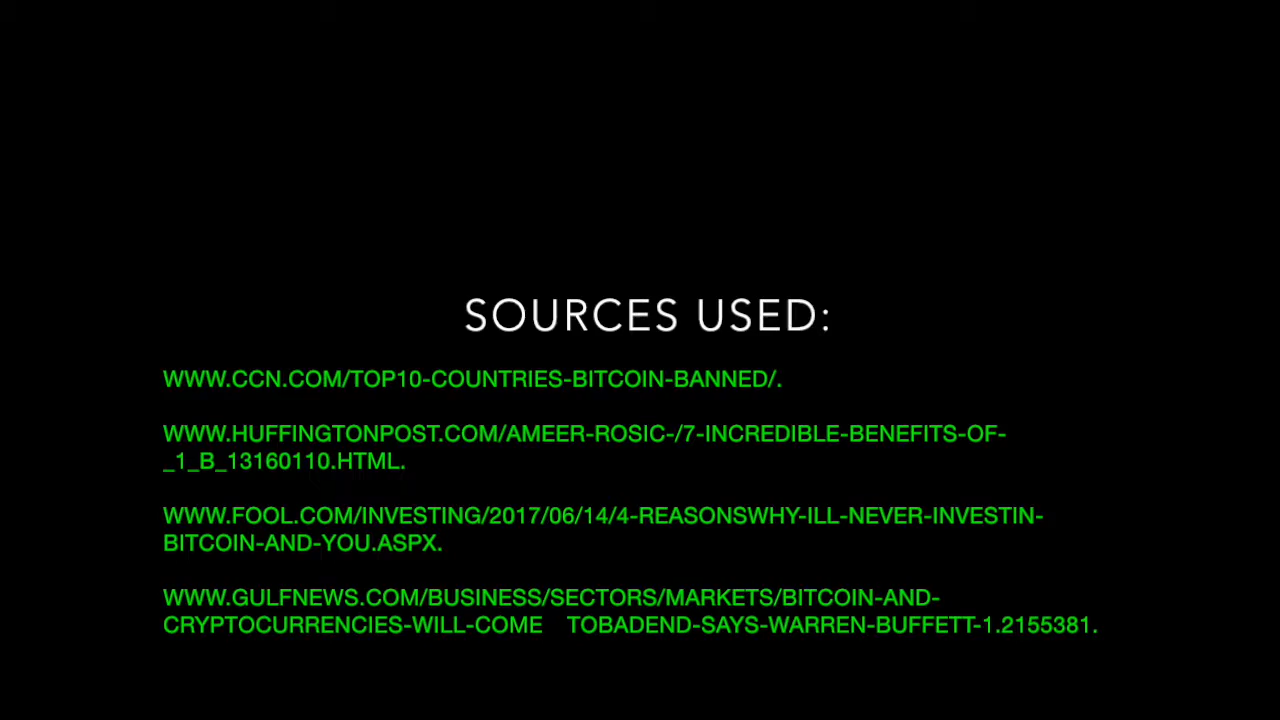 SOURCES USED:
WWW.CCN.COM/TOP10-COUNTRIES-BITCOIN-BANNED/.
WWW.HUFFINGTONPOST.COM/AMEER-ROSIC-/7-INCREDIBLE-BENEFITS-OF-
_1_B_13160110.HTML.
WWW.FOOL.COM/INVESTING/2017/06/14/4-REASONSWHY-ILL-NEVER-INVESTIN-
BITCOIN-AND-YOU.ASPX.
WWW.GULFNEWS.COM/BUSINESS/SECTORS/MARKETS/BITCOIN-AND-
CRYPTOCURRENCIES-WILL-COME TOBADEND-SAYS-WARREN-BUFFETT-1.2155381.